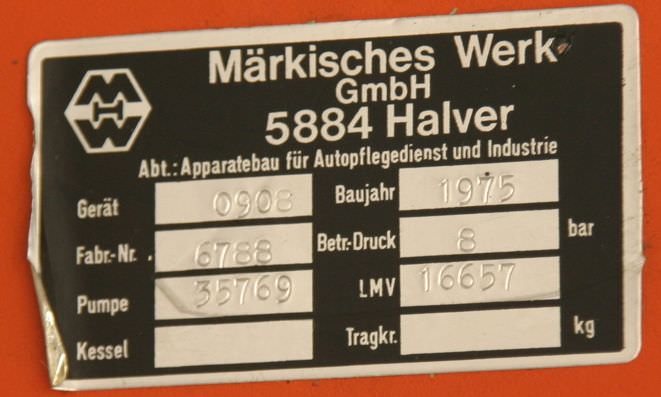 Märkisches Werk
GmbH
5884 Halver
Abt.: Apparatebau für Autopflegedienst und Industrie
Gerät 0908 Baujahr 1975
Fabr.-Nr. 6788 Betr.-Druck 8 bar
Pumpe 35769 LMV 16657
Kessel Tragkr. kg